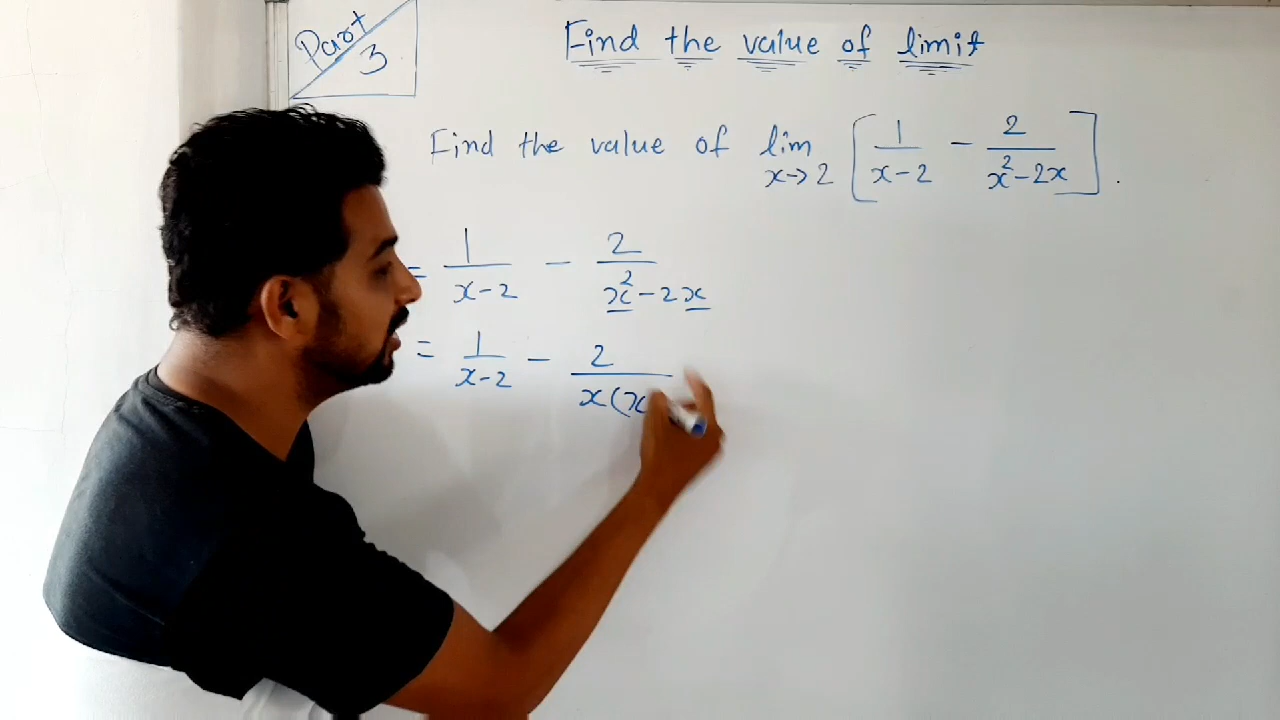 Part 3
Find the value of limit
Find the value of lim x→2 [ 1/(x-2) - 2/(x²-2x) ].
= 1/(x-2) - 2/(x²-2x)
= 1/(x-2) - 2/x(x